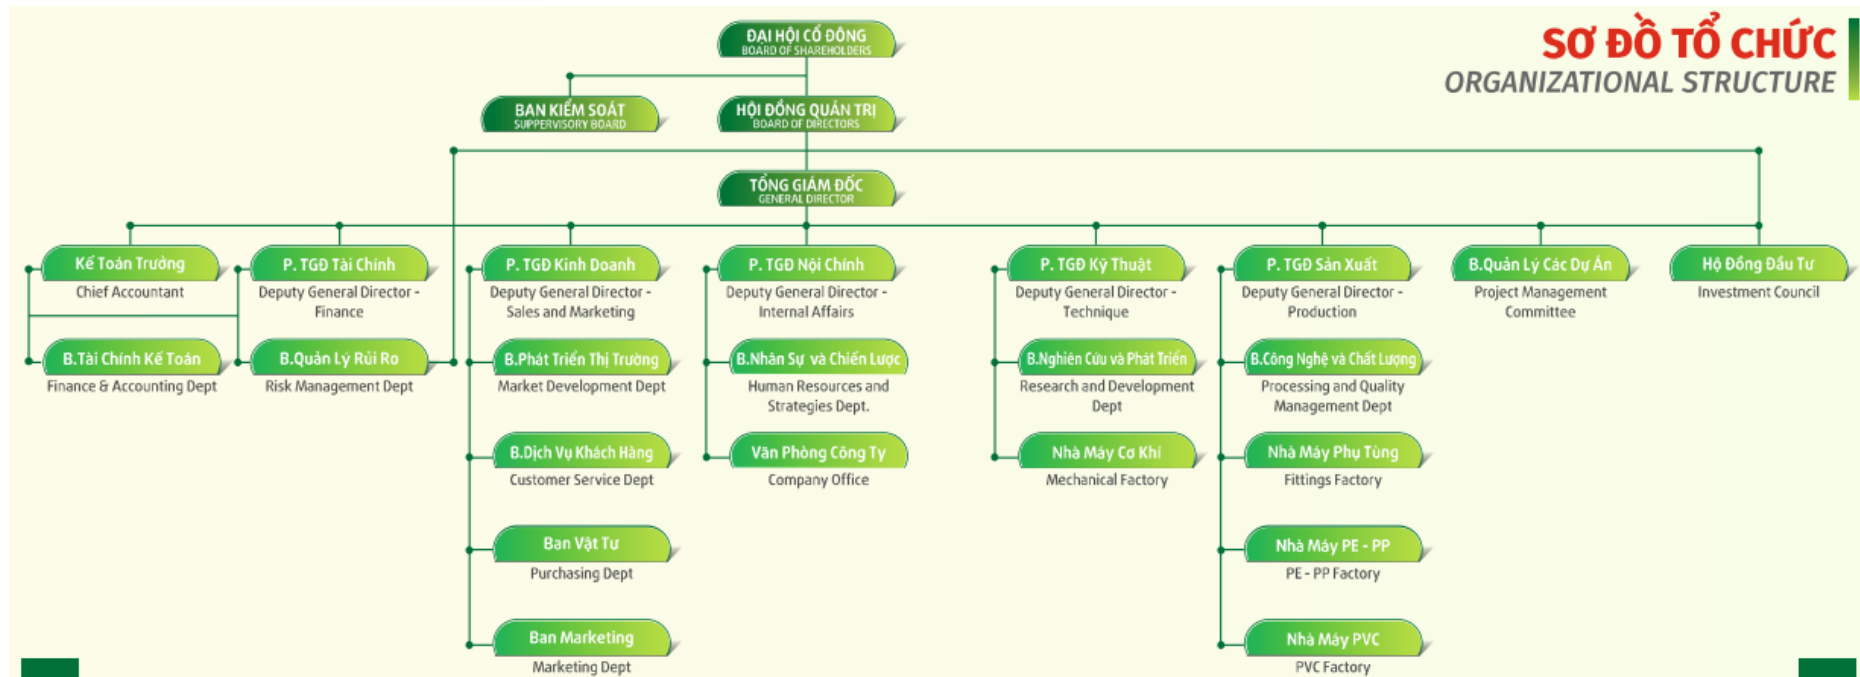 SƠ ĐỒ TỔ CHỨC
ORGANIZATIONAL STRUCTURE
ĐẠI HỘI CỔ ĐÔNG
BOARD OF SHAREHOLDERS
BAN KIỂM SOÁT
SUPPERVISORY BOARD
HỘI ĐỒNG QUẢN TRỊ
BOARD OF DIRECTORS
TỔNG GIÁM ĐỐC
GENERAL DIRECTOR
Kế Toán Trưởng
Chief Accountant
B.Tài Chính Kế Toán
Finance & Accounting Dept
P. TGĐ Tài Chính
Deputy General Director -
Finance
B.Quản Lý Rủi Ro
Risk Management Dept
P. TGĐ Kinh Doanh
Deputy General Director -
Sales and Marketing
B.Phát Triển Thị Trường
Market Development Dept
B.Dịch Vụ Khách Hàng
Customer Service Dept
Ban Vật Tư
Purchasing Dept
Ban Marketing
Marketing Dept
P. TGĐ Nội Chính
Deputy General Director -
Internal Affairs
B.Nhân Sự và Chiến Lược
Human Resources and
Strategies Dept.
Văn Phòng Công Ty
Company Office
P. TGĐ Kỹ Thuật
Deputy General Director -
Technique
B.Nghiên Cứu và Phát Triển
Research and Development
Dept
Nhà Máy Cơ Khí
Mechanical Factory
P. TGĐ Sản Xuất
Deputy General Director -
Production
B.Công Nghệ và Chất Lượng
Processing and Quality
Management Dept
Nhà Máy Phụ Tùng
Fittings Factory
Nhà Máy PE - PP
PE - PP Factory
Nhà Máy PVC
PVC Factory
B.Quản Lý Các Dự Án
Project Management
Committee
Hộ Đồng Đầu Tư
Investment Council